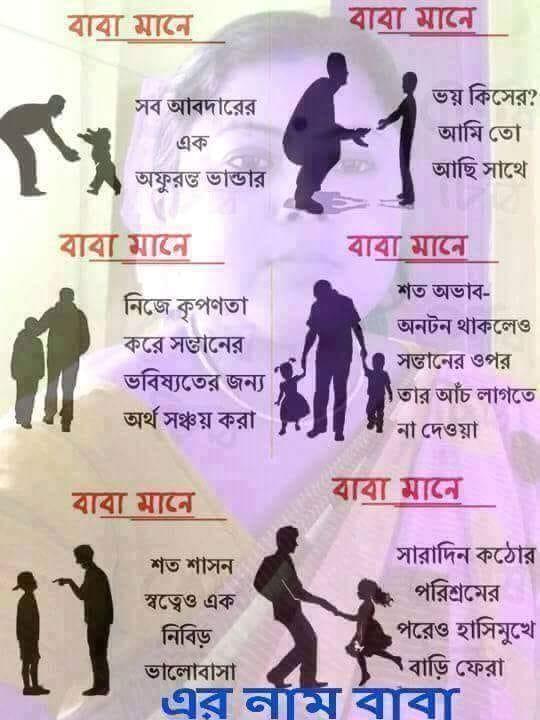 বাবা মানে
সব আবদারের
এক
অফুরন্ত ভান্ডার
বাবা মানে
ভয় কিসের?
আমি তো
আছি সাথে
বাবা মানে
নিজে কৃপণতা
করে সন্তানের
ভবিষ্যতের জন্য
অর্থ সঞ্চয় করা
বাবা মানে
শত অভাব-
অনটন থাকলেও
সন্তানের ওপর
তার আঁচ লাগতে
না দেওয়া
বাবা মানে
শত শাসন
স্বত্বেও এক
নিবিড়
ভালোবাসা
বাবা মানে
সারাদিন কঠোর
পরিশ্রমের
পরেও হাসিমুখে
বাড়ি ফেরা
এর নাম বাবা